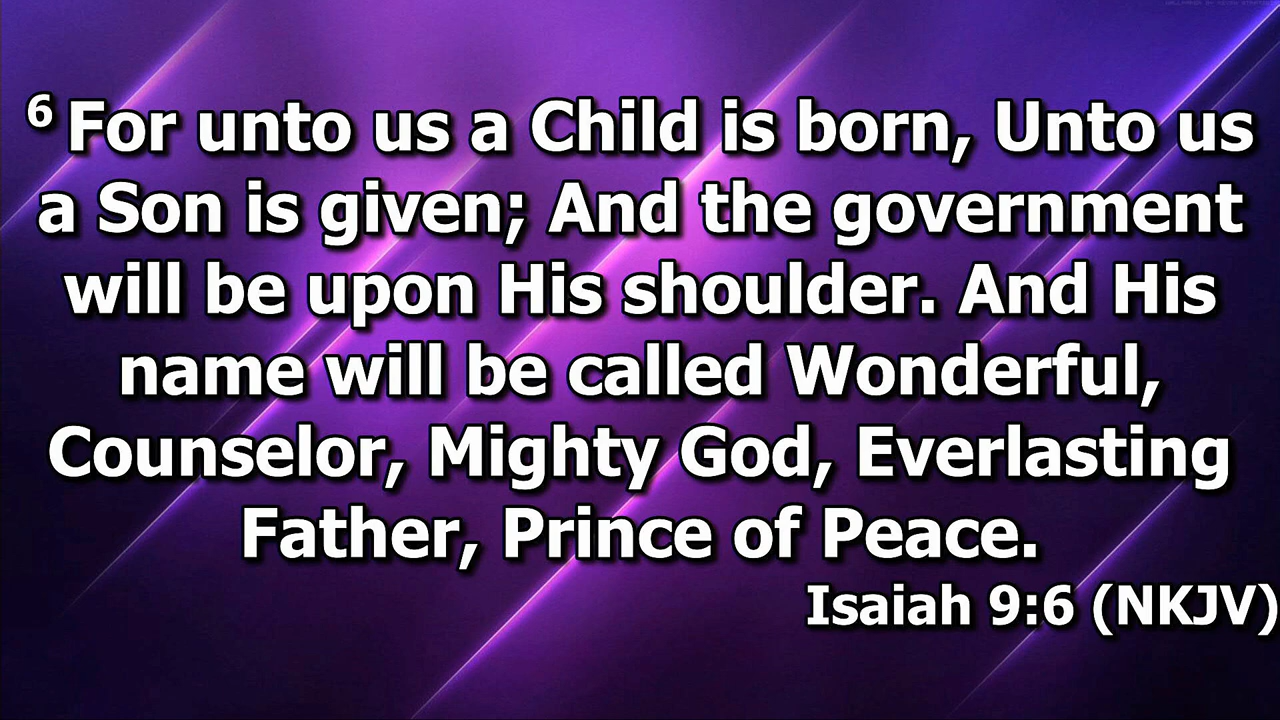 6 For unto us a Child is born, Unto us
a Son is given; And the government
will be upon His shoulder. And His
name will be called Wonderful,
Counselor, Mighty God, Everlasting
Father, Prince of Peace.
Isaiah 9:6 (NKJV)